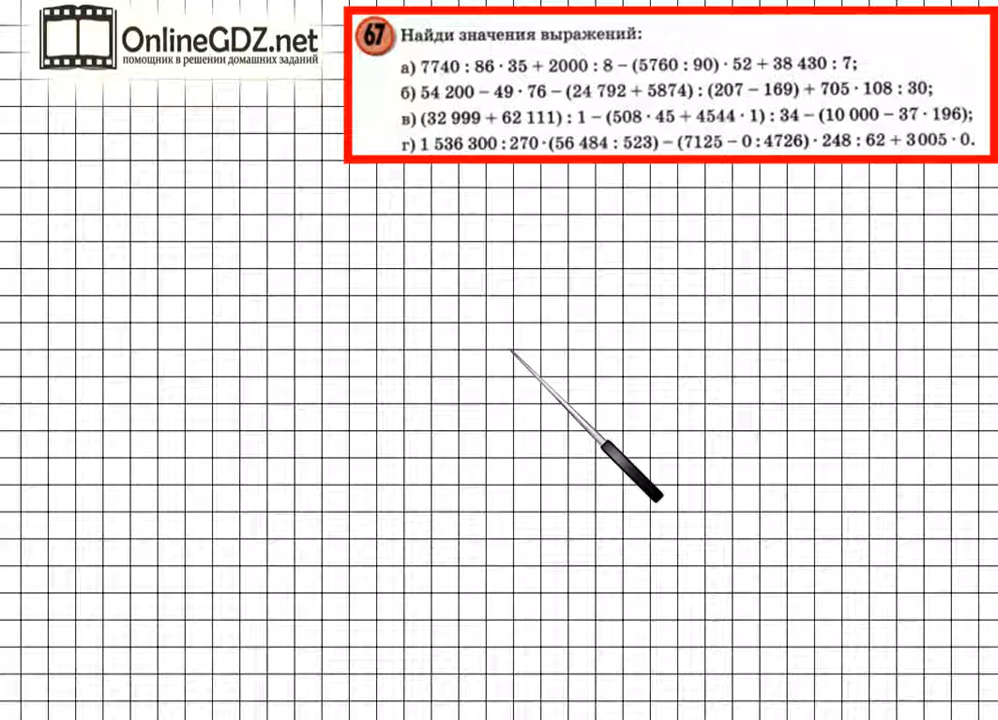 OnlineGDZ.net
помощник в решении домашних заданий
67 Найди значения выражений:
а) 7740 : 86 · 35 + 2000 : 8 – (5760 : 90) · 52 + 38 430 : 7;
б) 54 200 – 49 · 76 – (24 792 + 5874) : (207 – 169) + 705 · 108 : 30;
в) (32 999 + 62 111) : 1 – (508 · 45 + 4544 · 1) : 34 – (10 000 – 37 · 196);
г) 1 536 300 : 270 · (56 484 : 523) – (7125 – 0 : 4726) · 248 : 62 + 3005 · 0.